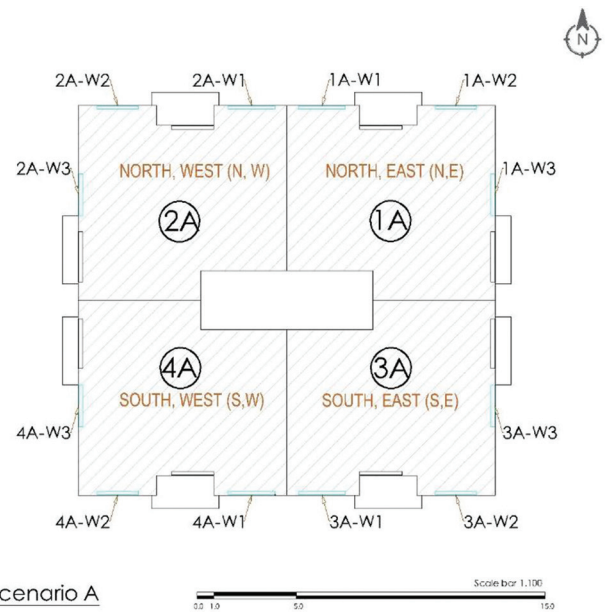 N
2A-W2 2A-W1 1A-W1 1A-W2
2A-W3 NORTH, WEST (N, W) NORTH, EAST (N,E) 1A-W3
2A 1A
4A 3A
SOUTH, WEST (S,W) SOUTH, EAST (S,E)
4A-W3 3A-W3
4A-W2 4A-W1 3A-W1 3A-W2
cenario A
Scale bar 1.100
0.0 1.0 5.0 15.0